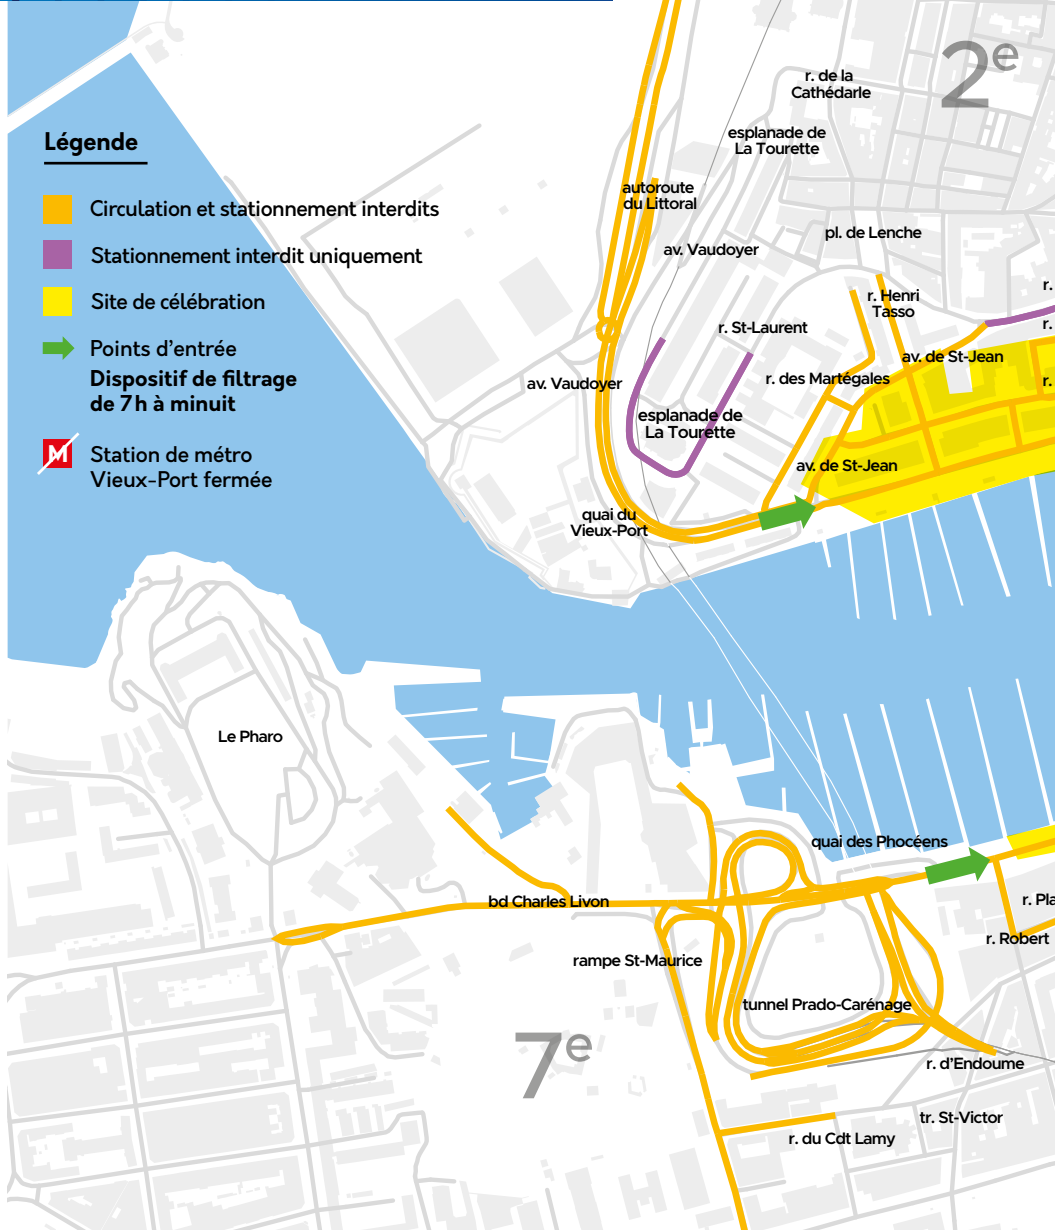 2e
r. de la
Cathédarle
esplanade de
La Tourette
Légende
Circulation et stationnement interdits
Stationnement interdit uniquement
Site de célébration
Points d'entrée
Dispositif de filtrage
de 7h à minuit
M
Station de métro
Vieux-Port fermée
autoroute
du Littoral
av. Vaudoyer
pl. de Lenche
r. Henri
Tasso
r.
r.
r. St-Laurent
av. de St-Jean
av. Vaudoyer
r. des Martégales
r.
esplanade de
La Tourette
av. de St-Jean
quai du
Vieux-Port
Le Pharo
quai des Phocéens
bd Charles Livon
r. Pla
r. Robert
rampe St-Maurice
tunnel Prado-Carénage
7e
r. d'Endoume
tr. St-Victor
r. du Cdt Lamy